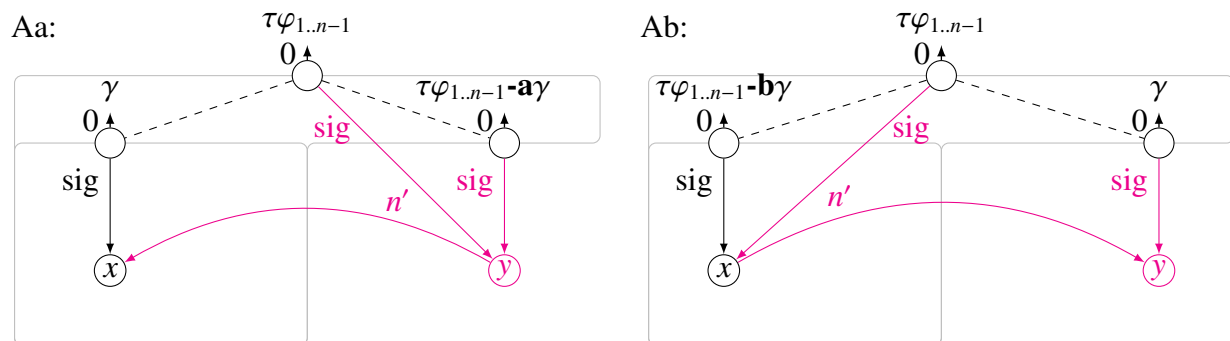 Aa:
τφ1..n−1
0
γ
0
τφ1..n−1-aγ
0
sig
sig
sig
n′
x
y
Ab:
τφ1..n−1
0
τφ1..n−1-bγ
0
γ
0
sig
sig
sig
n′
x
y